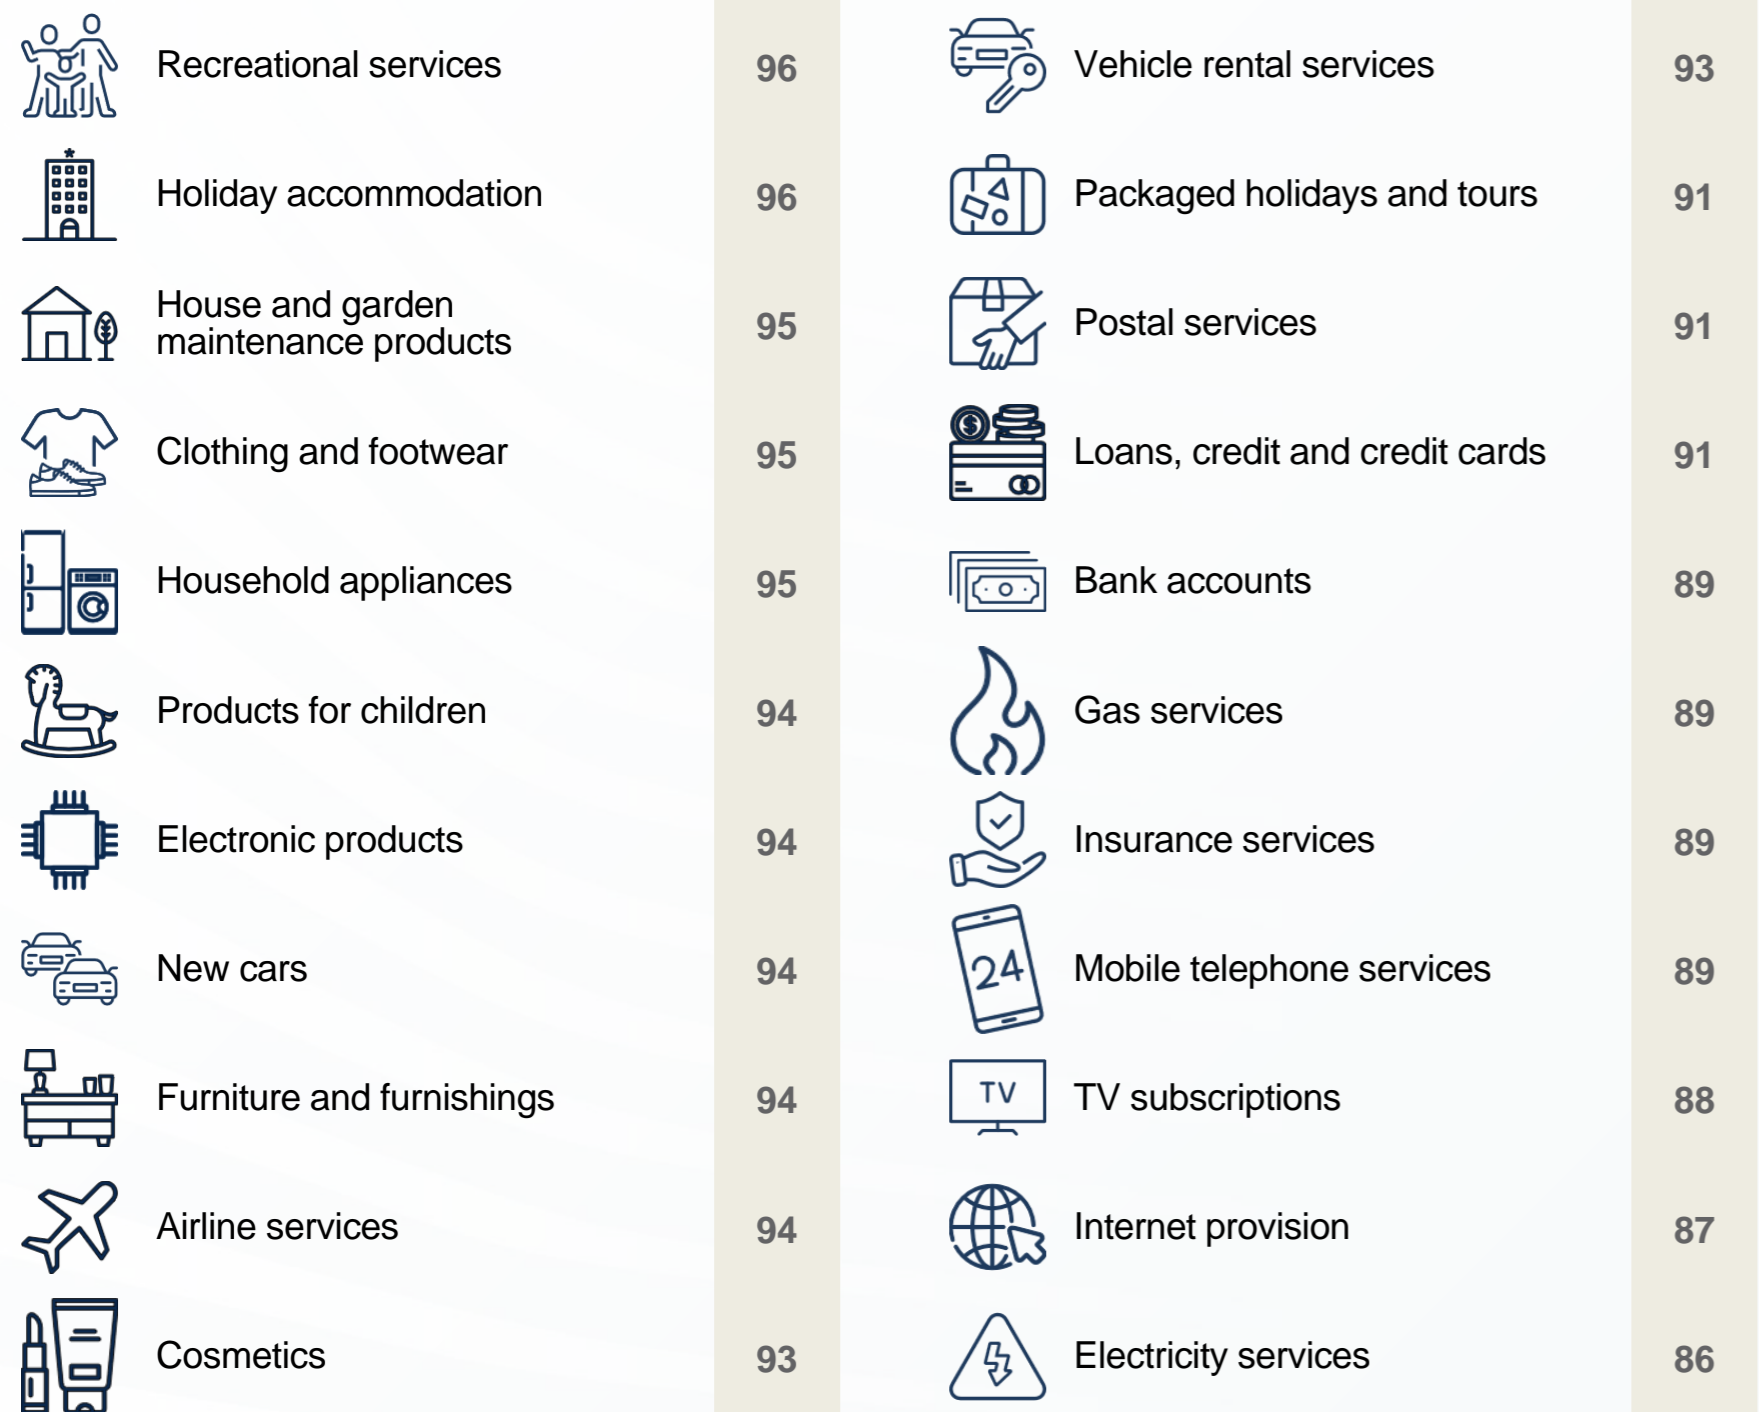 Recreational services 96
Holiday accommodation 96
House and garden
maintenance products 95
Clothing and footwear 95
Household appliances 95
Products for children 94
Electronic products 94
New cars 94
Furniture and furnishings 94
Airline services 94
Cosmetics 93
Vehicle rental services 93
Packaged holidays and tours 91
Postal services 91
$
Loans, credit and credit cards 91
Bank accounts 89
Gas services 89
Insurance services 89
24
Mobile telephone services 89
TV
TV subscriptions 88
Internet provision 87
Electricity services 86